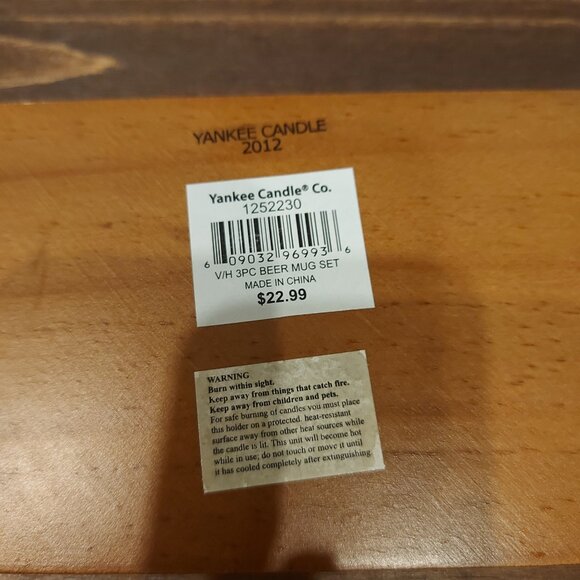 YANKEE CANDLE
2012
Yankee Candle® Co.
1252230
6 09032 96993 6
V/H 3PC BEER MUG SET
MADE IN CHINA
$22.99
WARNING
Burn within sight.
Keep away from things that catch fire.
Keep away from children and pets.
For safe burning of candles you must place
this holder on a protected, heat-resistant
surface away from other heat sources while
the candle is lit. This unit will become hot
while in use; do not touch or move it until
it has cooled completely after extinguishing.